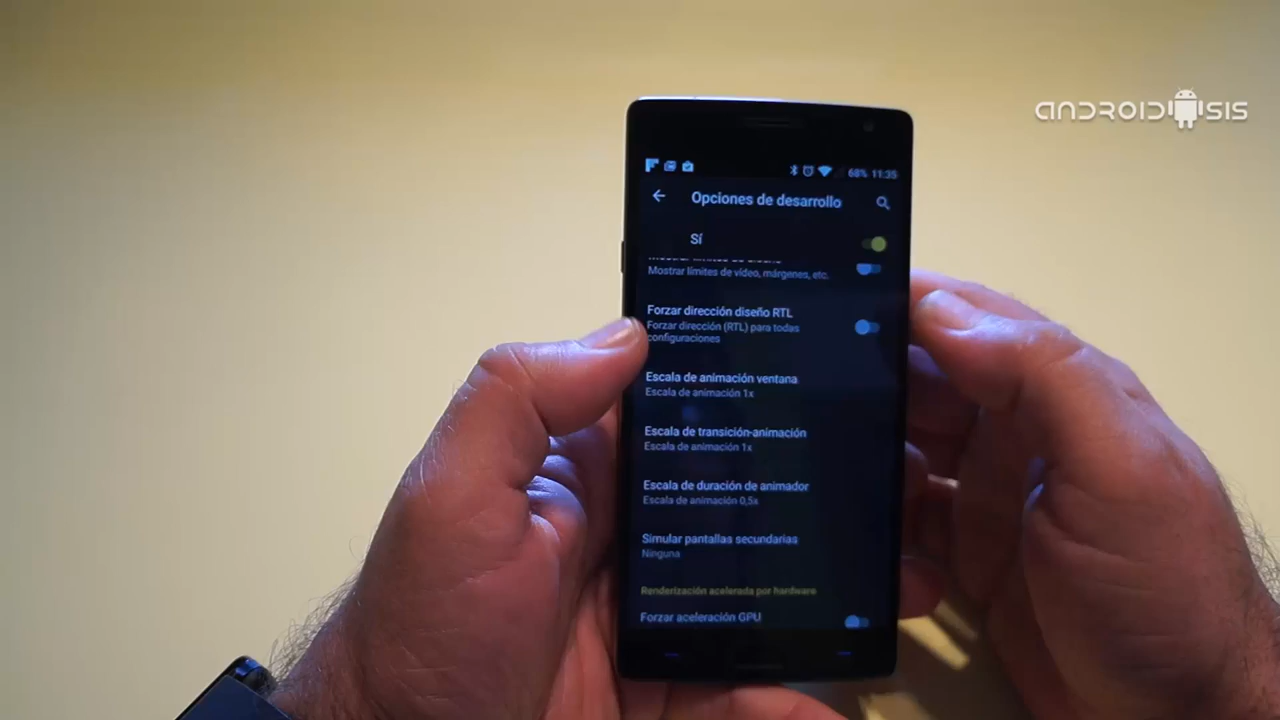 ANDROIDSIS
68% 11:35
Opciones de desarrollo
Sí
Mostrar límites de vídeo, márgenes, etc.
Forzar dirección diseño RTL
Forzar dirección (RTL) para todas
configuraciones
Escala de animación ventana
Escala de animación 1x
Escala de transición-animación
Escala de animación 1x
Escala de duración de animador
Escala de animación 0,5x
Simular pantallas secundarias
Ninguna
Renderización acelerada por hardware
Forzar aceleración GPU